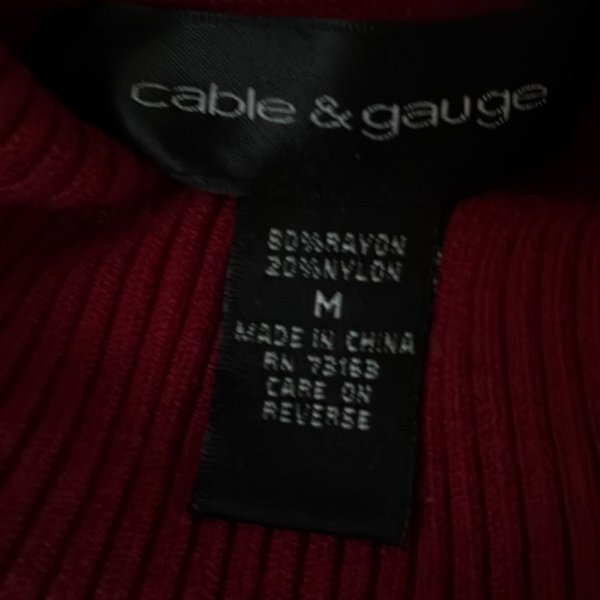 cable & gauge
80%RAYON
20%NYLON
M
MADE IN CHINA
RN 73163
CARE ON
REVERSE